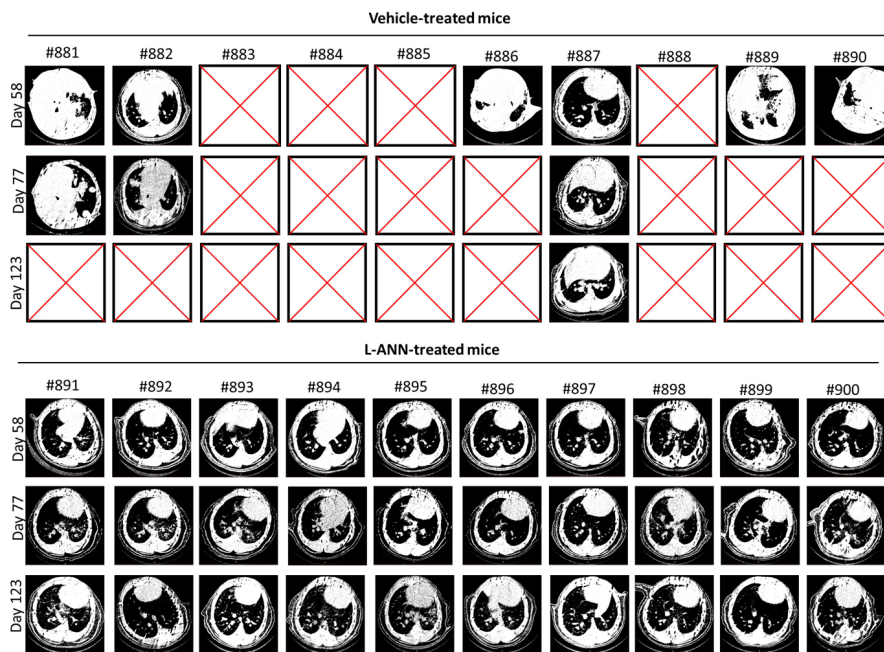 Vehicle-treated mice
#881 #882 #883 #884 #885 #886 #887 #888 #889 #890
Day 58
Day 77
Day 123
L-ANN-treated mice
#891 #892 #893 #894 #895 #896 #897 #898 #899 #900
Day 58
Day 77
Day 123